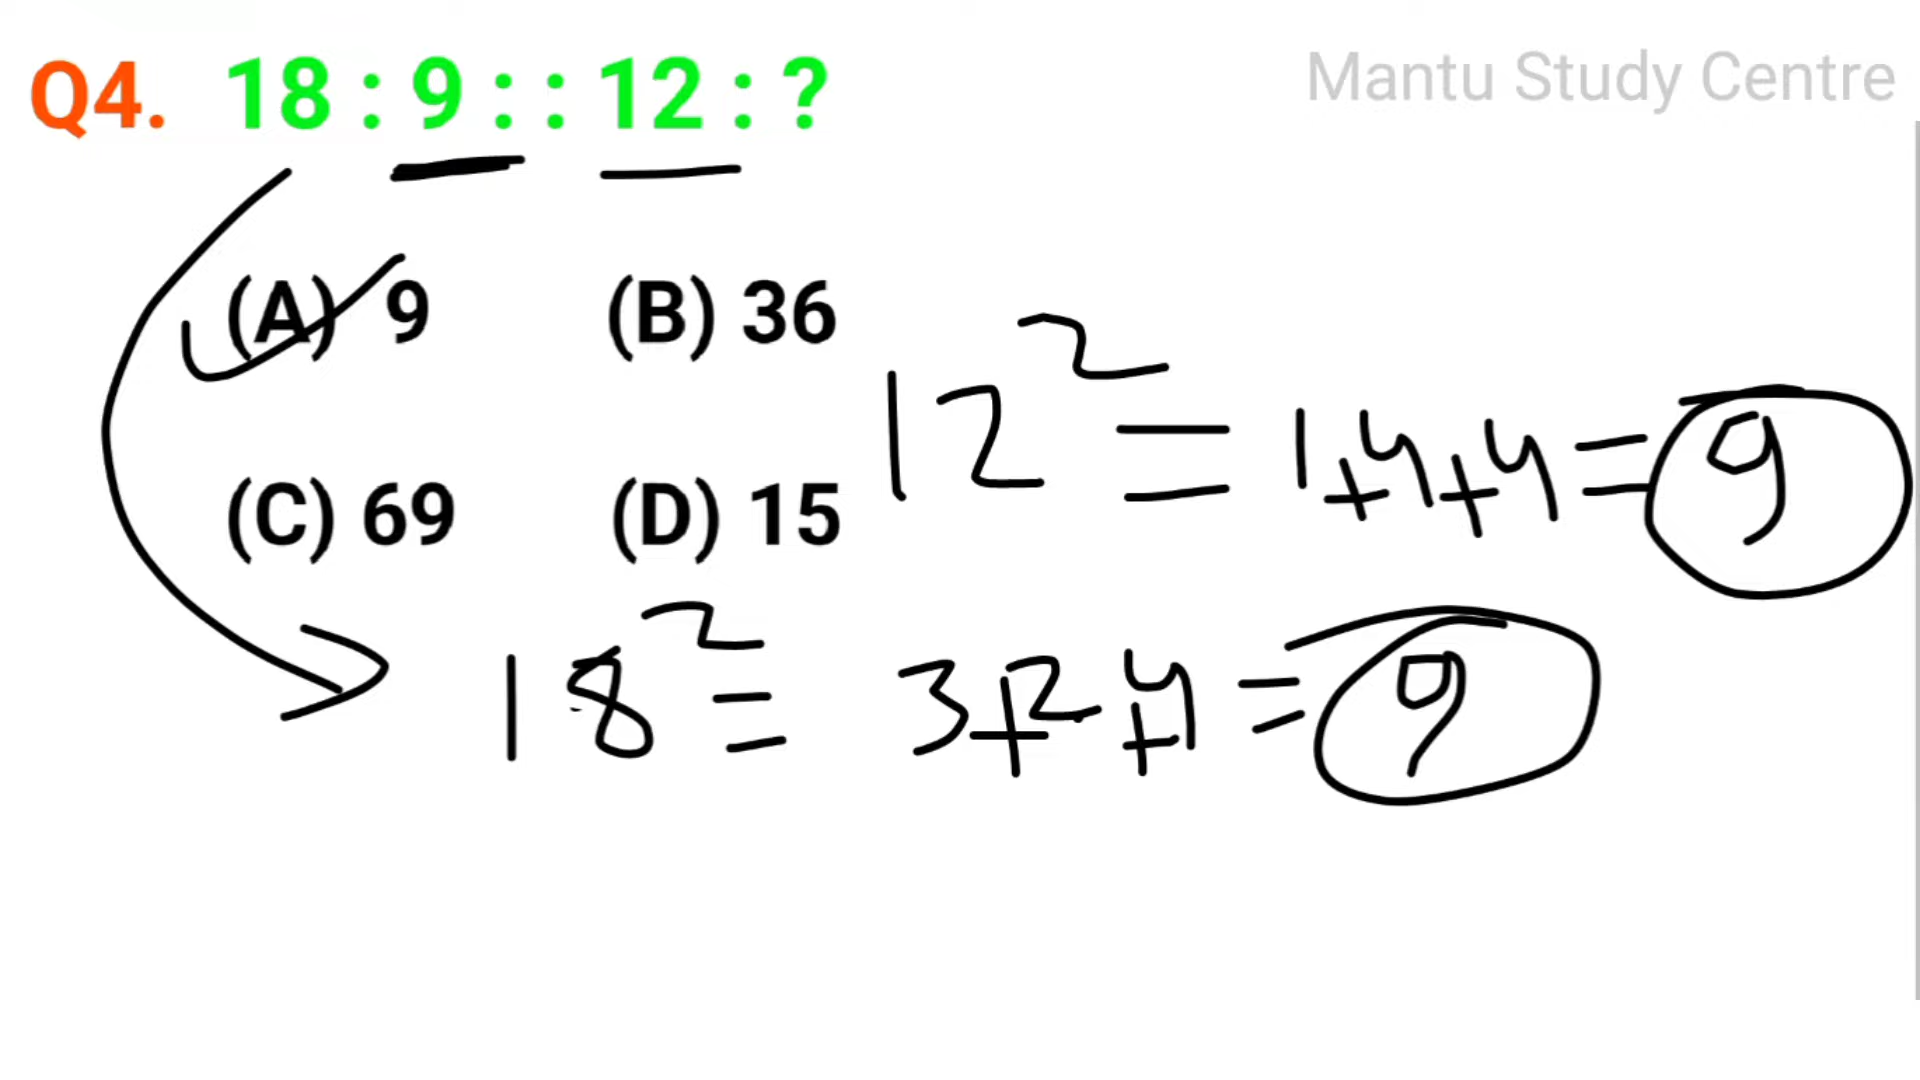 Q4. 18 : 9 : : 12 : ?
Mantu Study Centre
(A) 9 (B) 36
(C) 69 (D) 15
12² = 1+4+4 = 9
18² = 3+2+4 = 9